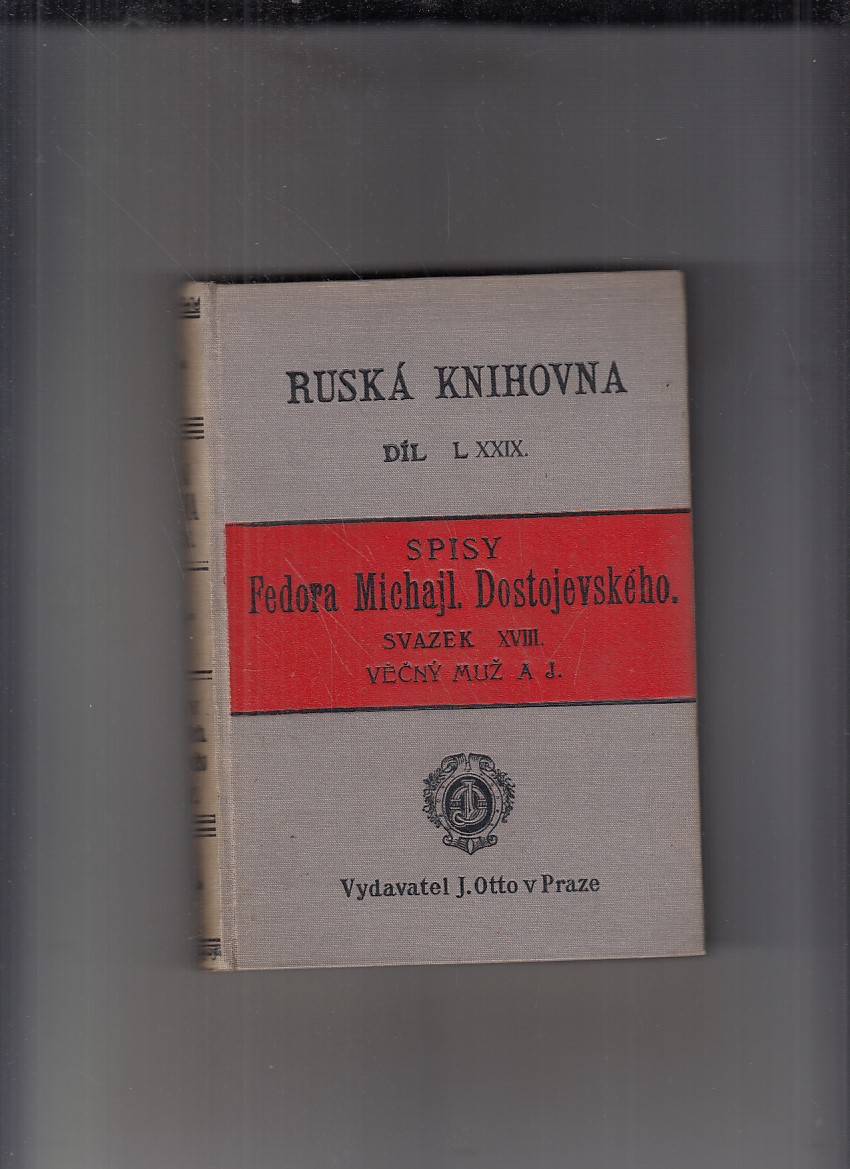 RUSKÁ KNIHOVNA
DÍL L XXIX.
SPISY
Fedora Michajl. Dostojevského.
SVAZEK XVIII.
VĚČNÝ MUŽ A J.
Vydavatel J. Otto v Praze